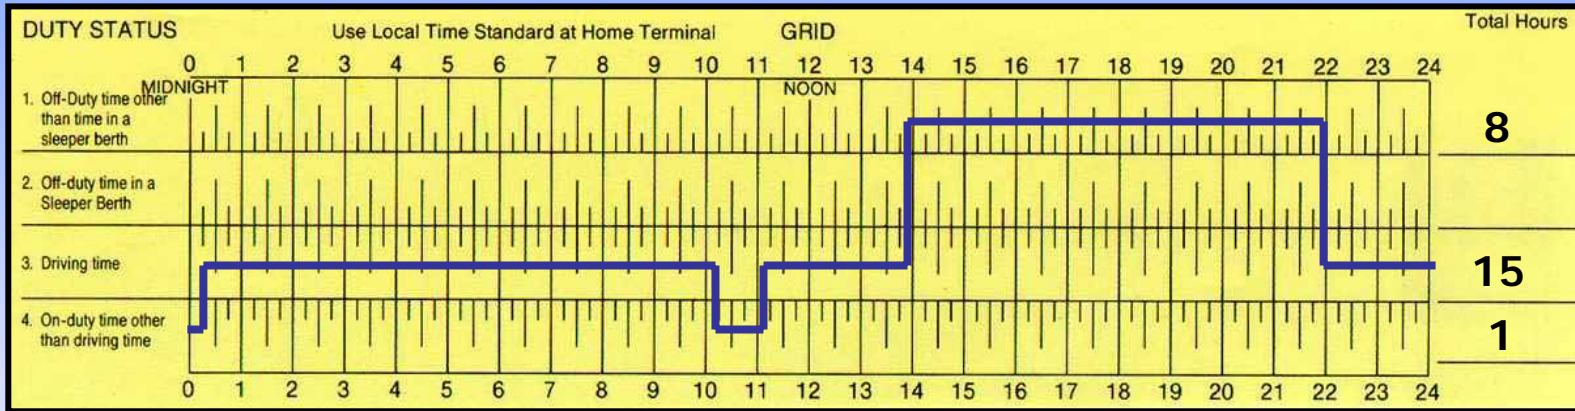 DUTY STATUS Use Local Time Standard at Home Terminal GRID Total Hours
0 1 2 3 4 5 6 7 8 9 10 11 12 13 14 15 16 17 18 19 20 21 22 23 24
MIDNIGHT NOON
1. Off-Duty time other
than time in a
sleeper berth
8
2. Off-duty time in a
Sleeper Berth
3. Driving time
15
4. On-duty time other
than driving time
1
0 1 2 3 4 5 6 7 8 9 10 11 12 13 14 15 16 17 18 19 20 21 22 23 24